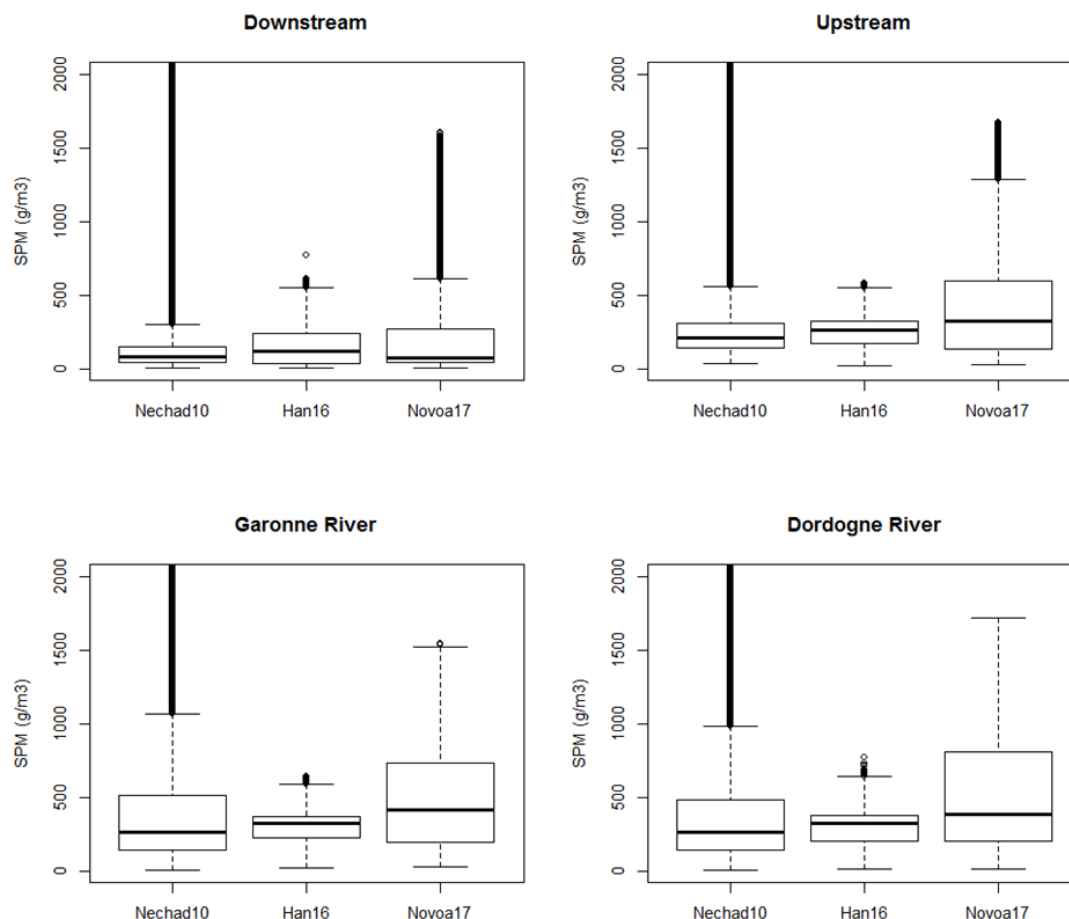 Downstream
SPM (g/m3)
2000
1500
1000
500
0
Nechad10 Han16 Novoa17
Upstream
SPM (g/m3)
2000
1500
1000
500
0
Nechad10 Han16 Novoa17
Garonne River
SPM (g/m3)
2000
1500
1000
500
0
Nechad10 Han16 Novoa17
Dordogne River
SPM (g/m3)
2000
1500
1000
500
0
Nechad10 Han16 Novoa17